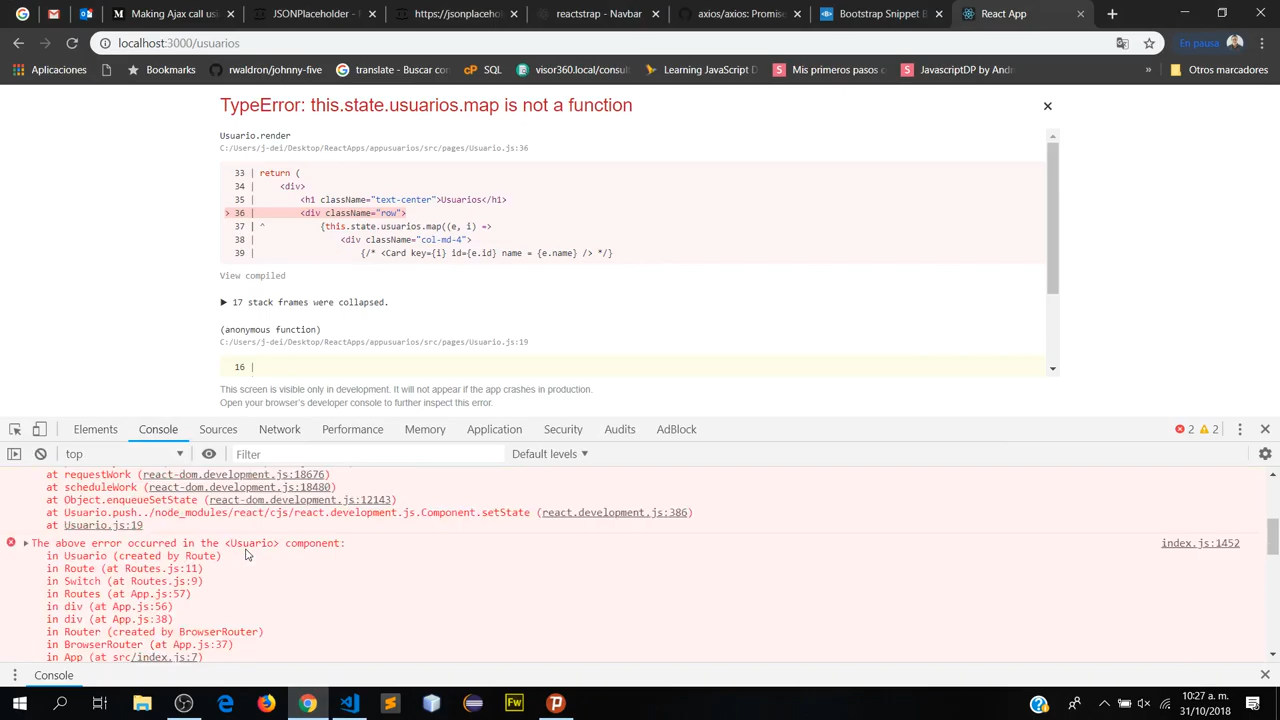 Making Ajax call usi
JSONPlaceholder -
https://jsonplaceho
reactstrap - Navbar
axios/axios: Promis
Bootstrap Snippet B
React App
localhost:3000/usuarios
En pausa
Aplicaciones
Bookmarks
rwaldron/johnny-five
translate - Buscar con
SQL
visor360.local/consult
Learning JavaScript D
Mis primeros pasos c
JavascriptDP by Andr
»
Otros marcadores
TypeError: this.state.usuarios.map is not a function
Usuario.render
C:/Users/j-dei/Desktop/ReactApps/appusuarios/src/pages/Usuario.js:36
33 | return (
34 | <div>
35 | <h1 className="text-center">Usuarios</h1>
> 36 | <div className="row">
37 | ^ {this.state.usuarios.map((e, i) =>
38 | <div className="col-md-4">
39 | {/* <Card key={i} id={e.id} name = {e.name} /> */}
View compiled
▶ 17 stack frames were collapsed.
(anonymous function)
C:/Users/j-dei/Desktop/ReactApps/appusuarios/src/pages/Usuario.js:19
16 |
This screen is visible only in development. It will not appear if the app crashes in production.
Open your browser's developer console to further inspect this error.
Elements Console Sources Network Performance Memory Application Security Audits AdBlock 2 2
top Filter Default levels
at requestWork (react-dom.development.js:18676)
at scheduleWork (react-dom.development.js:18480)
at Object.enqueueSetState (react-dom.development.js:12143)
at Usuario.push../node_modules/react/cjs/react.development.js.Component.setState (react.development.js:386)
at Usuario.js:19
The above error occurred in the <Usuario> component: index.js:1452
in Usuario (created by Route)
in Route (at Routes.js:11)
in Switch (at Routes.js:9)
in Routes (at App.js:57)
in div (at App.js:56)
in div (at App.js:38)
in Router (created by BrowserRouter)
in BrowserRouter (at App.js:37)
in App (at src/index.js:7)
Console
Fw
10:27 a. m.
31/10/2018